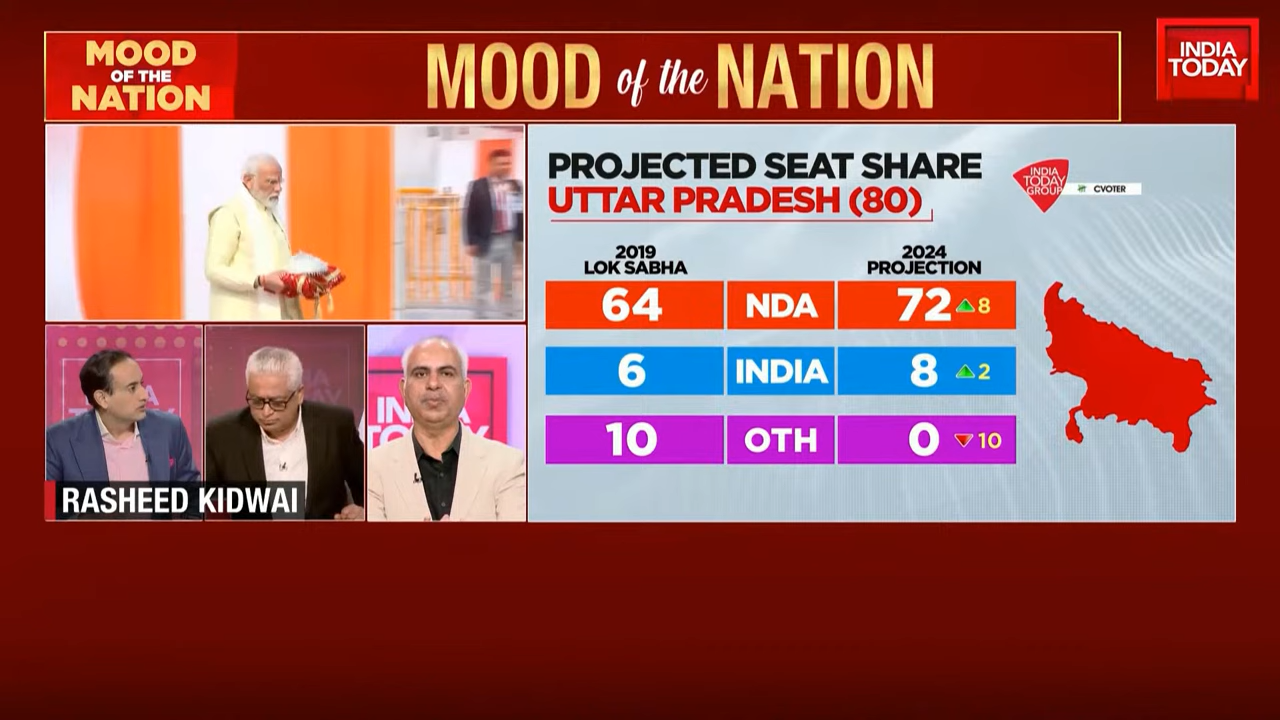 MOOD
OF THE
NATION
MOOD of the NATION
INDIA
TODAY
PROJECTED SEAT SHARE
UTTAR PRADESH (80)
INDIA
TODAY
GROUP
CVOTER
2019
LOK SABHA
2024
PROJECTION
64 NDA 72 8
6 INDIA 8 2
10 OTH 0 10
RASHEED KIDWAI